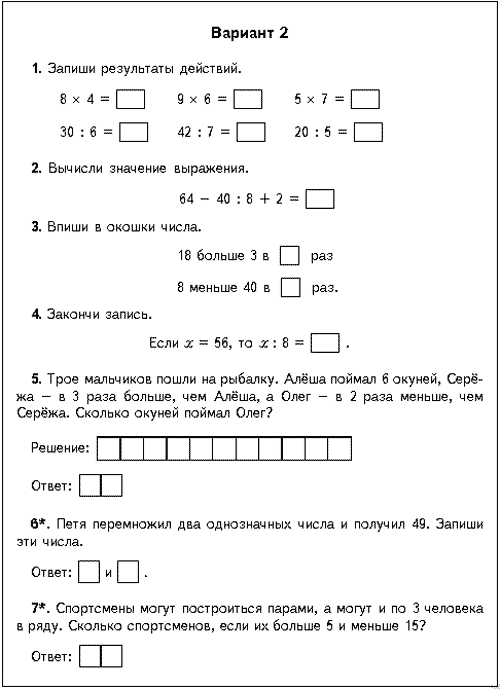 Вариант 2
1. Запиши результаты действий.
8 × 4 = 9 × 6 = 5 × 7 =
30 : 6 = 42 : 7 = 20 : 5 =
2. Вычисли значение выражения.
64 − 40 : 8 + 2 =
3. Впиши в окошки числа.
18 больше 3 в раз
8 меньше 40 в раз.
4. Закончи запись.
Если x = 56, то x : 8 = .
5. Трое мальчиков пошли на рыбалку. Алёша поймал 6 окуней, Серё-
жа − в 3 раза больше, чем Алёша, а Олег − в 2 раза меньше, чем
Серёжа. Сколько окуней поймал Олег?
Решение:
Ответ:
6*. Петя перемножил два однозначных числа и получил 49. Запиши
эти числа.
Ответ: и .
7*. Спортсмены могут построиться парами, а могут и по 3 человека
в ряду. Сколько спортсменов, если их больше 5 и меньше 15?
Ответ: